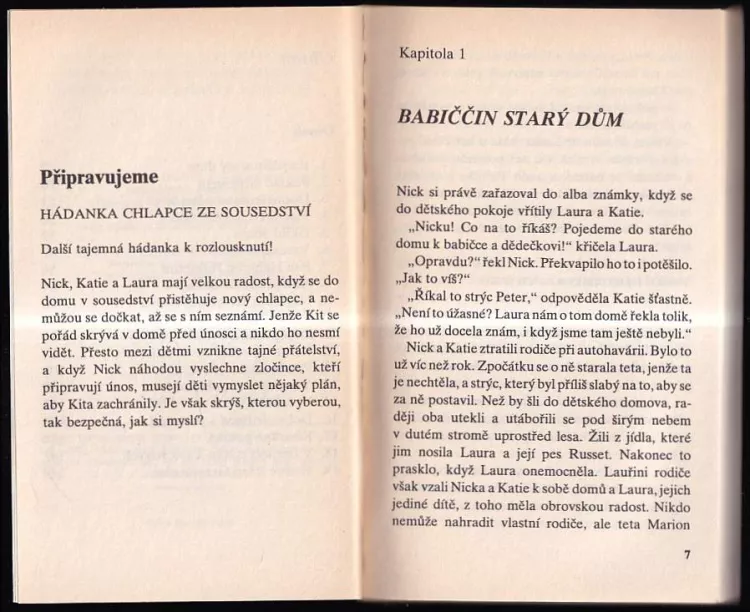 Připravujeme
HÁDANKA CHLAPCE ZE SOUSEDSTVÍ
Další tajemná hádanka k rozlousknutí!
Nick, Katie a Laura mají velkou radost, když se do
domu v sousedství přistěhuje nový chlapec, a ne-
můžou se dočkat, až se s ním seznámí. Jenže Kit se
pořád skrývá v domě před únosci a nikdo ho nesmí
vidět. Přesto mezi dětmi vznikne tajné přátelství,
a když Nick náhodou vyslechne zločince, kteří
připravují únos, musejí děti vymyslet nějaký plán,
aby Kita zachránily. Je však skrýš, kterou vyberou,
tak bezpečná, jak si myslí?
Kapitola 1
BABIČČIN STARÝ DŮM
Nick si právě zařazoval do alba známky, když se
do dětského pokoje vřítily Laura a Katie.
„Nicku! Co na to říkáš? Pojedeme do starého
domu k babičce a dědečkovi!“ křičela Laura.
„Opravdu?“ řekl Nick. Překvapilo ho to i potěšilo.
„Jak to víš?“
„Říkal to strýc Peter,“ odpověděla Katie šťastně.
„Není to úžasné? Laura nám o tom domě řekla tolik,
že ho už docela znám, i když jsme tam ještě nebyli.“
Nick a Katie ztratili rodiče při autohavárii. Bylo to
už víc než rok. Zpočátku se o ně starala teta, jenže ta
je nechtěla, a strýc, který byl příliš slabý na to, aby se
za ně postavil. Než by šli do dětského domova, ra-
ději oba utekli a utábořili se pod širým nebem
v dutém stromě uprostřed lesa. Žili z jídla, které
jim nosila Laura a její pes Russet. Nakonec to
prasklo, když Laura onemocněla. Lauřini rodiče
však vzali Nicka a Katie k sobě domů a Laura, jejich
jediné dítě, z toho měla obrovskou radost. Nikdo
nemůže nahradit vlastní rodiče, ale teta Marion
7